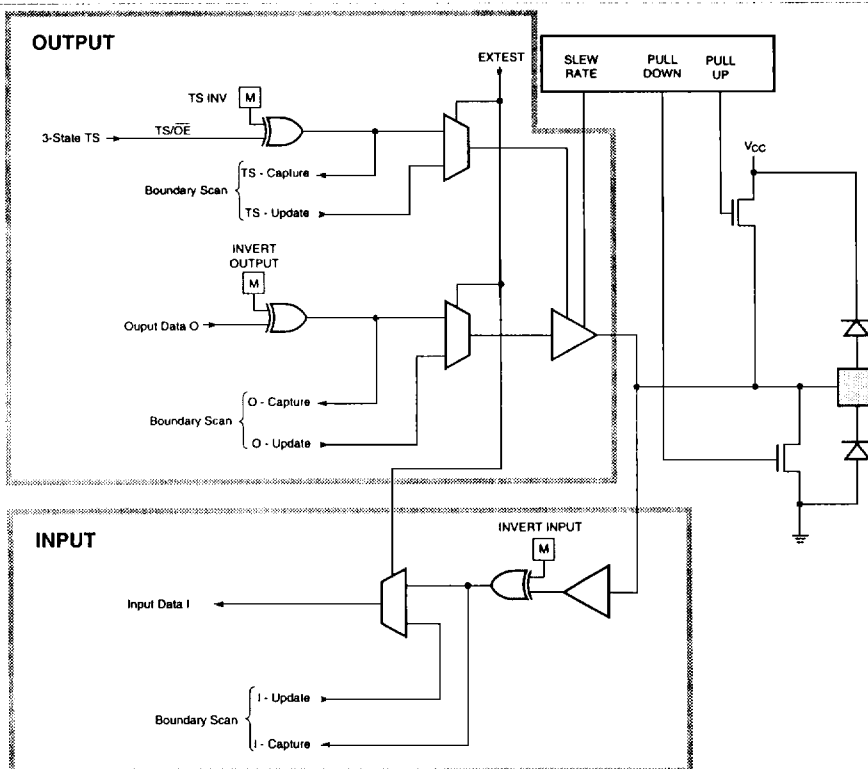 OUTPUT
EXTEST
SLEW RATE
PULL DOWN
PULL UP
TS INV
M
3-State TS
TS/O̅E̅
VCC
Boundary Scan
TS - Capture
TS - Update
INVERT OUTPUT
M
Ouput Data O
Boundary Scan
O - Capture
O - Update
INPUT
INVERT INPUT
M
Input Data I
Boundary Scan
I - Update
I - Capture